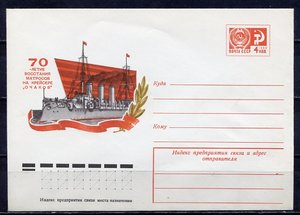 70
-ЛЕТИЕ
ВОССТАНИЯ
МАТРОСОВ
НА КРЕЙСЕРЕ
"ОЧАКОВ"
ПОЧТА СССР
4 КОП.
Куда
Кому
Индекс предприятия связи и адрес
отправителя
Индекс предприятия связи места назначения